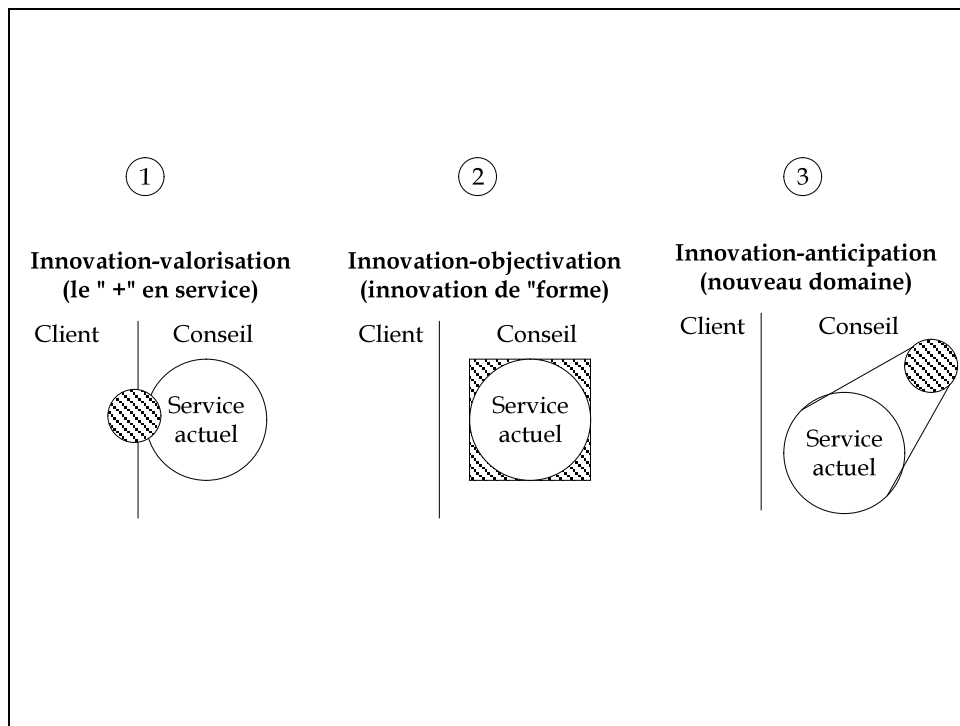 1
Innovation-valorisation
(le " +" en service)
Client
Conseil
Service
actuel
2
Innovation-objectivation
(innovation de "forme)
Client
Conseil
Service
actuel
3
Innovation-anticipation
(nouveau domaine)
Client
Conseil
Service
actuel